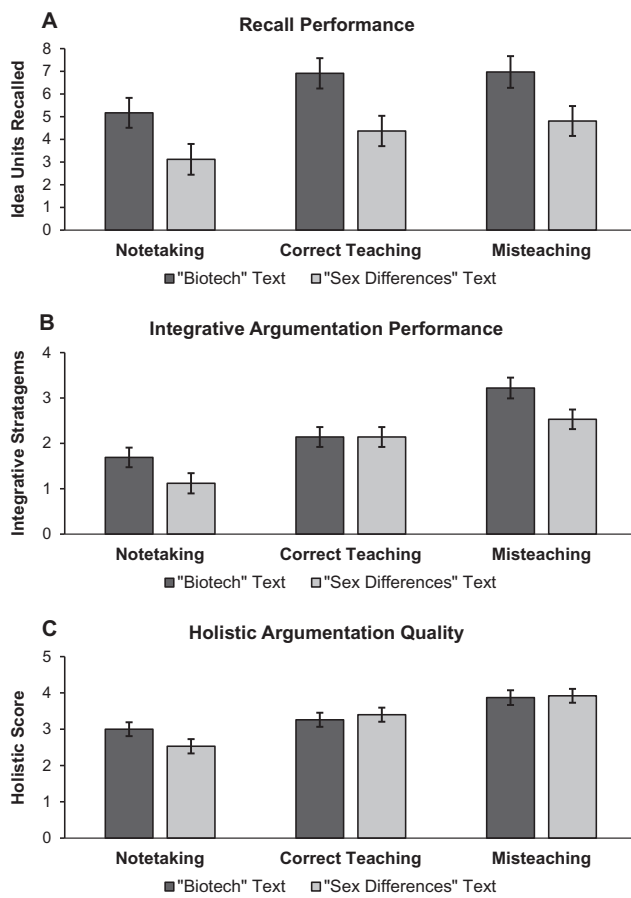 A
Recall Performance
Idea Units Recalled
8
7
6
5
4
3
2
1
0
Notetaking Correct Teaching Misteaching
"Biotech" Text "Sex Differences" Text
B
Integrative Argumentation Performance
Integrative Stratagems
4
3
2
1
0
Notetaking Correct Teaching Misteaching
"Biotech" Text "Sex Differences" Text
C
Holistic Argumentation Quality
Holistic Score
5
4
3
2
1
0
Notetaking Correct Teaching Misteaching
"Biotech" Text "Sex Differences" Text